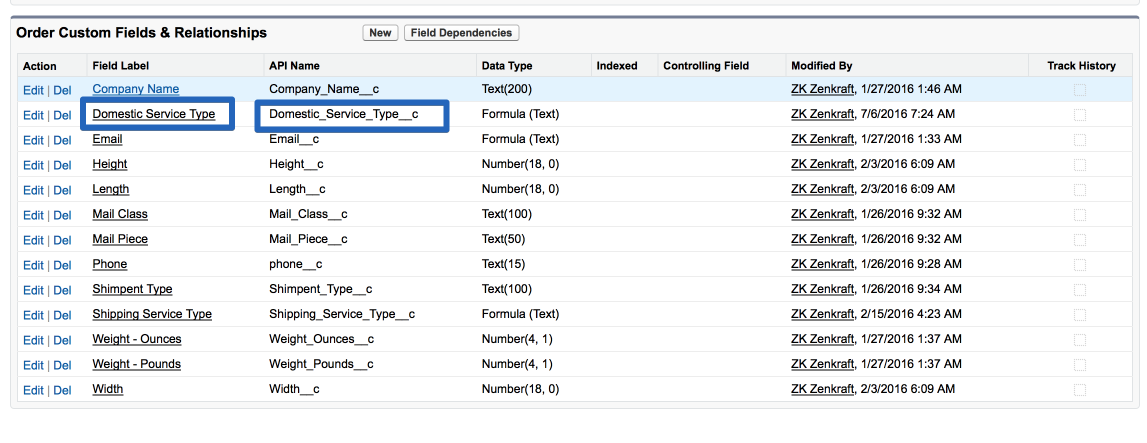 Order Custom Fields & Relationships New Field Dependencies
Action Field Label API Name Data Type Indexed Controlling Field Modified By Track History
Edit | Del Company Name Company_Name__c Text(200) ZK Zenkraft, 1/27/2016 1:46 AM
Edit | Del Domestic Service Type Domestic_Service_Type__c Formula (Text) ZK Zenkraft, 7/6/2016 7:24 AM
Edit | Del Email Email__c Formula (Text) ZK Zenkraft, 1/27/2016 1:33 AM
Edit | Del Height Height__c Number(18, 0) ZK Zenkraft, 2/3/2016 6:09 AM
Edit | Del Length Length__c Number(18, 0) ZK Zenkraft, 2/3/2016 6:09 AM
Edit | Del Mail Class Mail_Class__c Text(100) ZK Zenkraft, 1/26/2016 9:32 AM
Edit | Del Mail Piece Mail_Piece__c Text(50) ZK Zenkraft, 1/26/2016 9:32 AM
Edit | Del Phone phone__c Text(15) ZK Zenkraft, 1/26/2016 9:28 AM
Edit | Del Shimpent Type Shimpent_Type__c Text(100) ZK Zenkraft, 1/26/2016 9:34 AM
Edit | Del Shipping Service Type Shipping_Service_Type__c Formula (Text) ZK Zenkraft, 2/15/2016 4:23 AM
Edit | Del Weight - Ounces Weight_Ounces__c Number(4, 1) ZK Zenkraft, 1/27/2016 1:37 AM
Edit | Del Weight - Pounds Weight_Pounds__c Number(4, 1) ZK Zenkraft, 1/27/2016 1:37 AM
Edit | Del Width Width__c Number(18, 0) ZK Zenkraft, 2/3/2016 6:09 AM